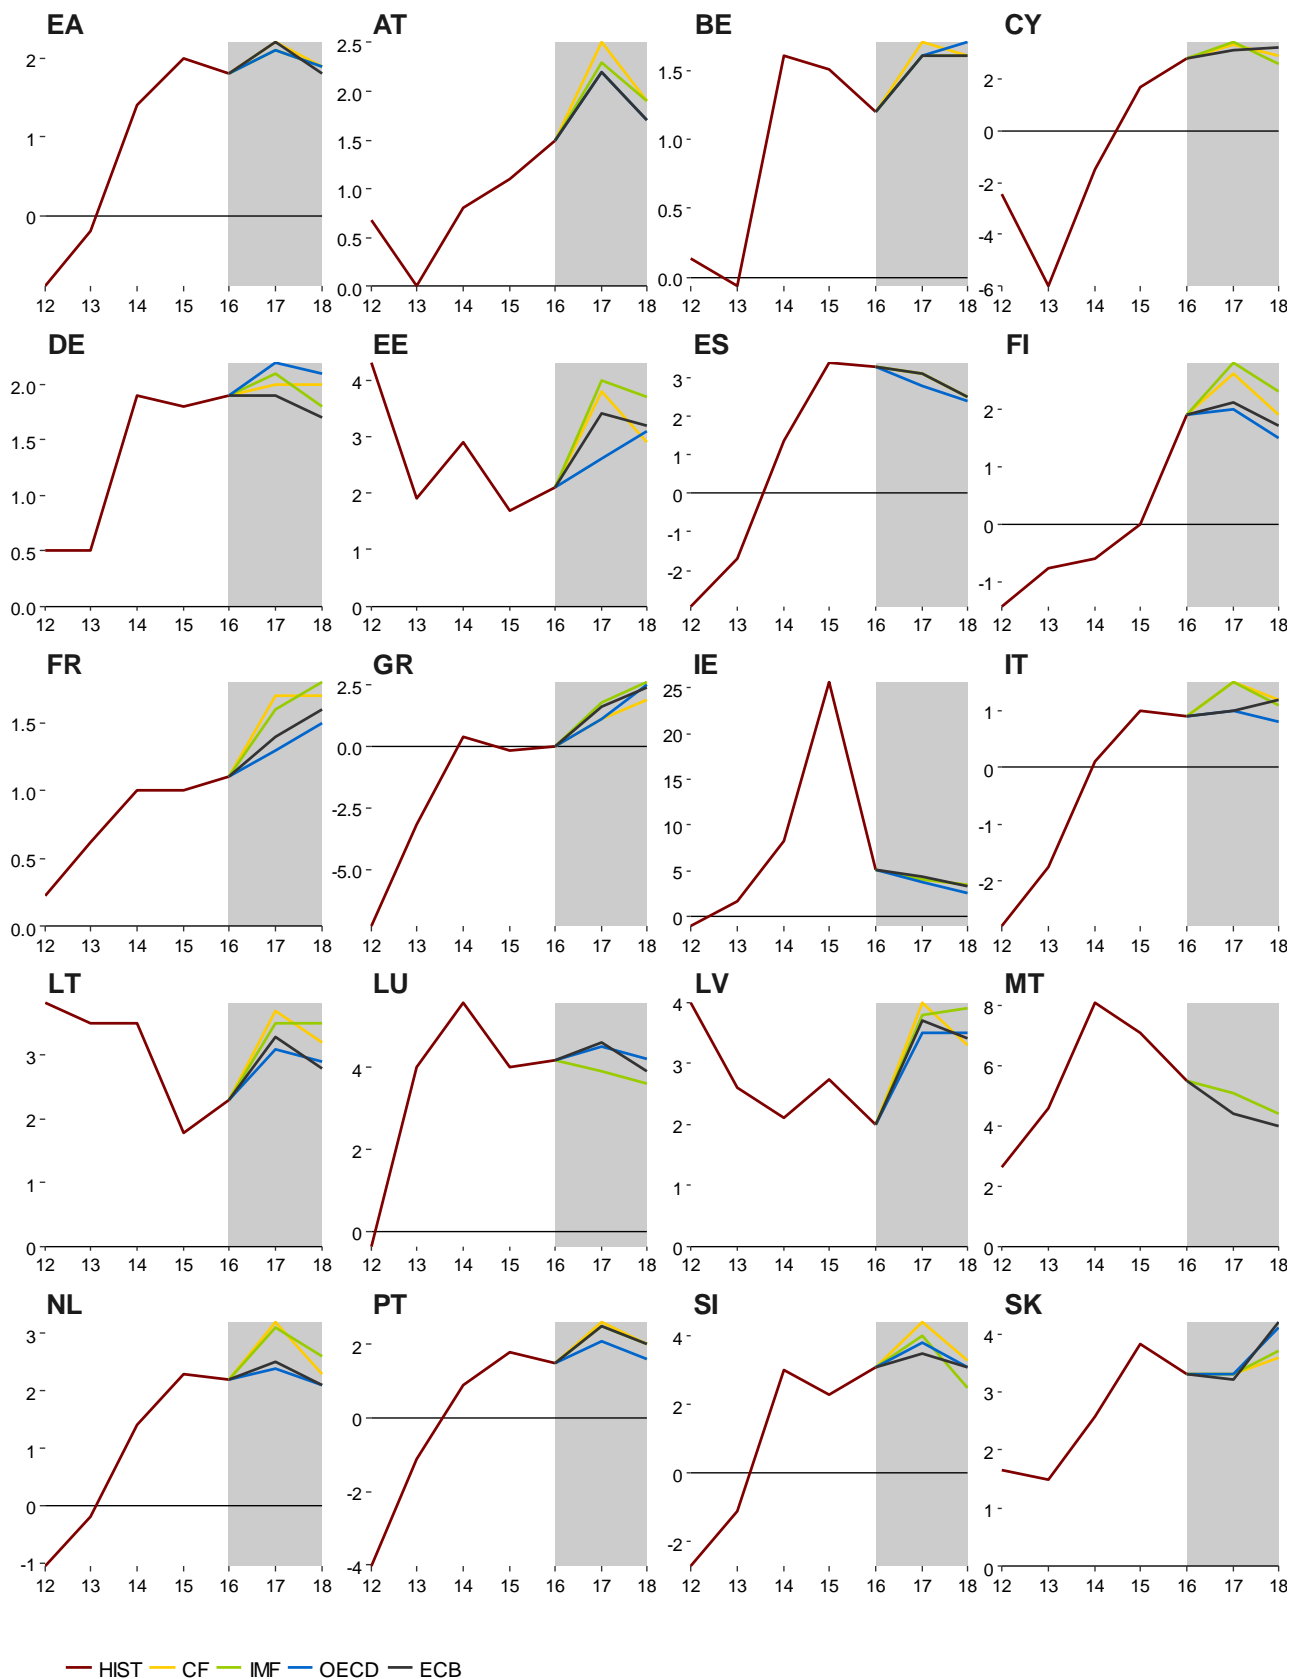 EA AT BE CY
2 1 0
2.5 2.0 1.5 1.0 0.5 0.0
1.5 1.0 0.5 0.0
2 0 -2 -4 -6
12 13 14 15 16 17 18 12 13 14 15 16 17 18 12 13 14 15 16 17 18 12 13 14 15 16 17 18
DE EE ES FI
2.0 1.5 1.0 0.5 0.0
4 3 2 1 0
3 2 1 0 -1 -2
2 1 0 -1
12 13 14 15 16 17 18 12 13 14 15 16 17 18 12 13 14 15 16 17 18 12 13 14 15 16 17 18
FR GR IE IT
1.5 1.0 0.5 0.0
2.5 0.0 -2.5 -5.0
25 20 15 10 5 0
1 0 -1 -2
12 13 14 15 16 17 18 12 13 14 15 16 17 18 12 13 14 15 16 17 18 12 13 14 15 16 17 18
LT LU LV MT
3 2 1 0
4 2 0
4 3 2 1 0
8 6 4 2 0
12 13 14 15 16 17 18 12 13 14 15 16 17 18 12 13 14 15 16 17 18 12 13 14 15 16 17 18
NL PT SI SK
3 2 1 0 -1
2 0 -2 -4
4 2 0 -2
4 3 2 1 0
12 13 14 15 16 17 18 12 13 14 15 16 17 18 12 13 14 15 16 17 18 12 13 14 15 16 17 18
HIST CF IMF OECD ECB